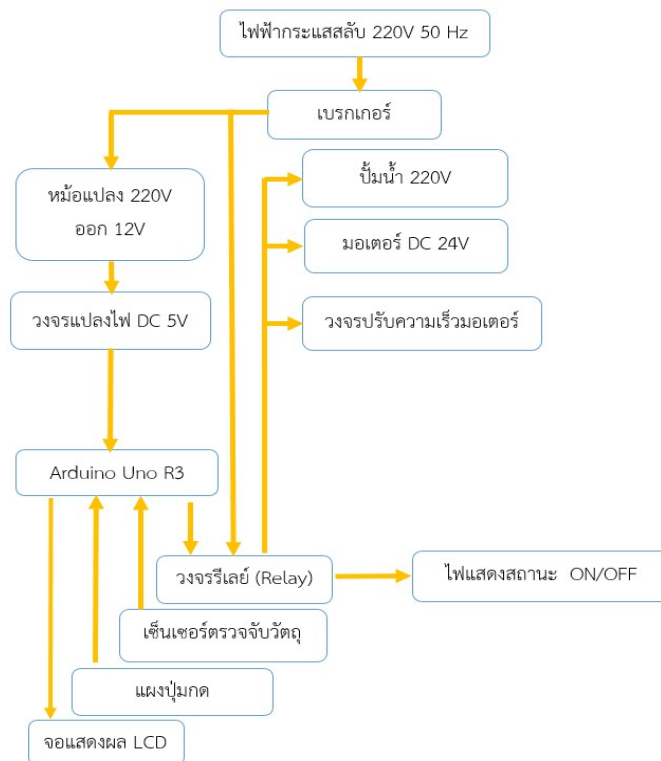 ไฟฟ้ากระแสสลับ 220V 50 Hz
เบรกเกอร์
หม้อแปลง 220V
ออก 12V
ปั้มน้ำ 220V
มอเตอร์ DC 24V
วงจรแปลงไฟ DC 5V
วงจรปรับความเร็วมอเตอร์
Arduino Uno R3
วงจรรีเลย์ (Relay)
ไฟแสดงสถานะ ON/OFF
เซ็นเซอร์ตรวจจับวัตถุ
แผงปุ่มกด
จอแสดงผล LCD